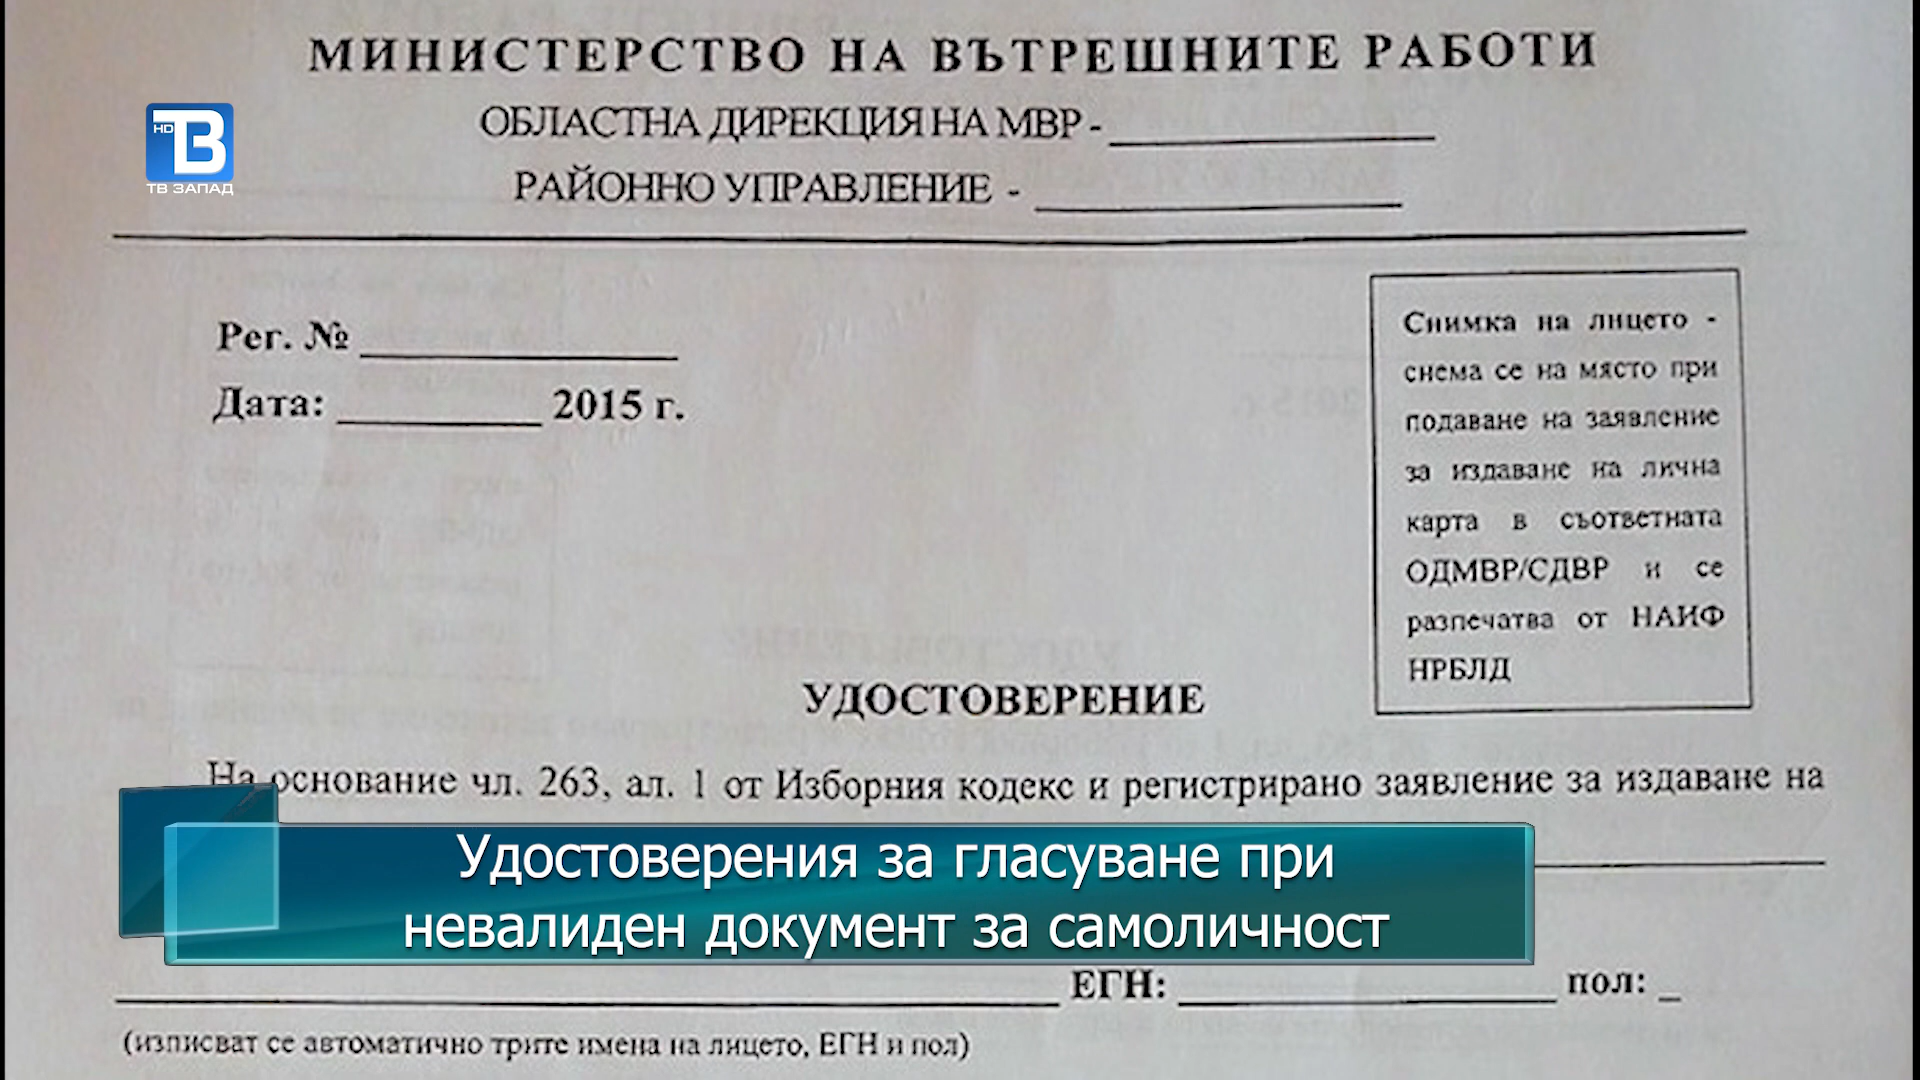 МИНИСТЕРСТВО НА ВЪТРЕШНИТЕ РАБОТИ
ОБЛАСТНА ДИРЕКЦИЯ НА МВР -
РАЙОННО УПРАВЛЕНИЕ -
HD ТВ
ТВ ЗАПАД
Рег. №
Дата: 2015 г.
Снимка на лицето -
снема се на място при
подаване на заявление
за издаване на лична
карта в съответната
ОДМВР/СДВР и се
разпечатва от НАИФ
НРБЛД
УДОСТОВЕРЕНИЕ
На основание чл. 263, ал. 1 от Изборния кодекс и регистрирано заявление за издаване на
Удостоверения за гласуване при
невалиден документ за самоличност
ЕГН: пол: _
(изписват се автоматично трите имена на лицето, ЕГН и пол)